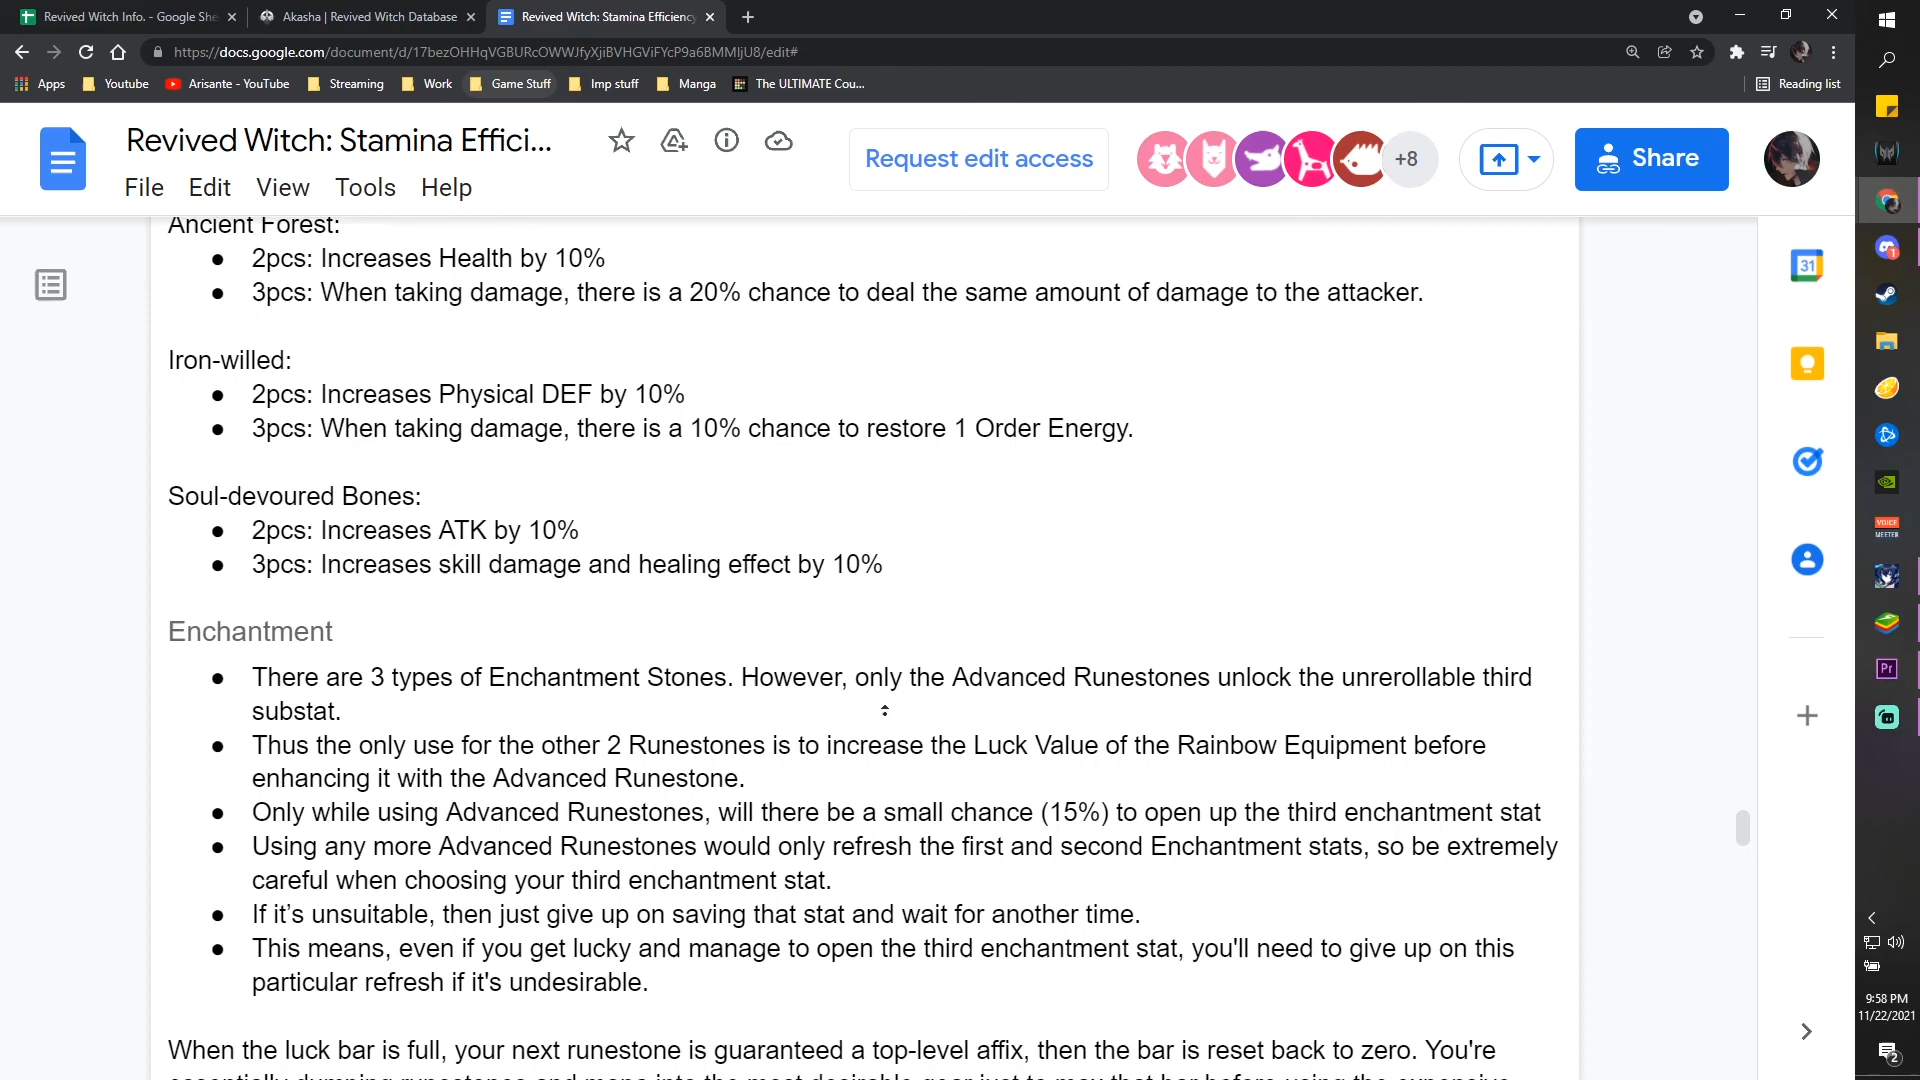 Revived Witch Info. - Google She
Akasha | Revived Witch Database
Revived Witch: Stamina Efficiency
https://docs.google.com/document/d/17bezOHHqVGBURcOWWJfyXjiBVHGViFYcP9a6BMMIjU8/edit#
Apps
Youtube
Arisante - YouTube
Streaming
Work
Game Stuff
Imp stuff
Manga
The ULTIMATE Cou...
Reading list
Revived Witch: Stamina Effici...
Request edit access
+8
Share
File Edit View Tools Help
Ancient Forest:
● 2pcs: Increases Health by 10%
● 3pcs: When taking damage, there is a 20% chance to deal the same amount of damage to the attacker.
Iron-willed:
● 2pcs: Increases Physical DEF by 10%
● 3pcs: When taking damage, there is a 10% chance to restore 1 Order Energy.
Soul-devoured Bones:
● 2pcs: Increases ATK by 10%
● 3pcs: Increases skill damage and healing effect by 10%
Enchantment
● There are 3 types of Enchantment Stones. However, only the Advanced Runestones unlock the unrerollable third
substat.
● Thus the only use for the other 2 Runestones is to increase the Luck Value of the Rainbow Equipment before
enhancing it with the Advanced Runestone.
● Only while using Advanced Runestones, will there be a small chance (15%) to open up the third enchantment stat
● Using any more Advanced Runestones would only refresh the first and second Enchantment stats, so be extremely
careful when choosing your third enchantment stat.
● If it’s unsuitable, then just give up on saving that stat and wait for another time.
● This means, even if you get lucky and manage to open the third enchantment stat, you'll need to give up on this
particular refresh if it's undesirable.
When the luck bar is full, your next runestone is guaranteed a top-level affix, then the bar is reset back to zero. You're
31
1
VOICE
MEETER
Pr
9:58 PM
11/22/2021
2